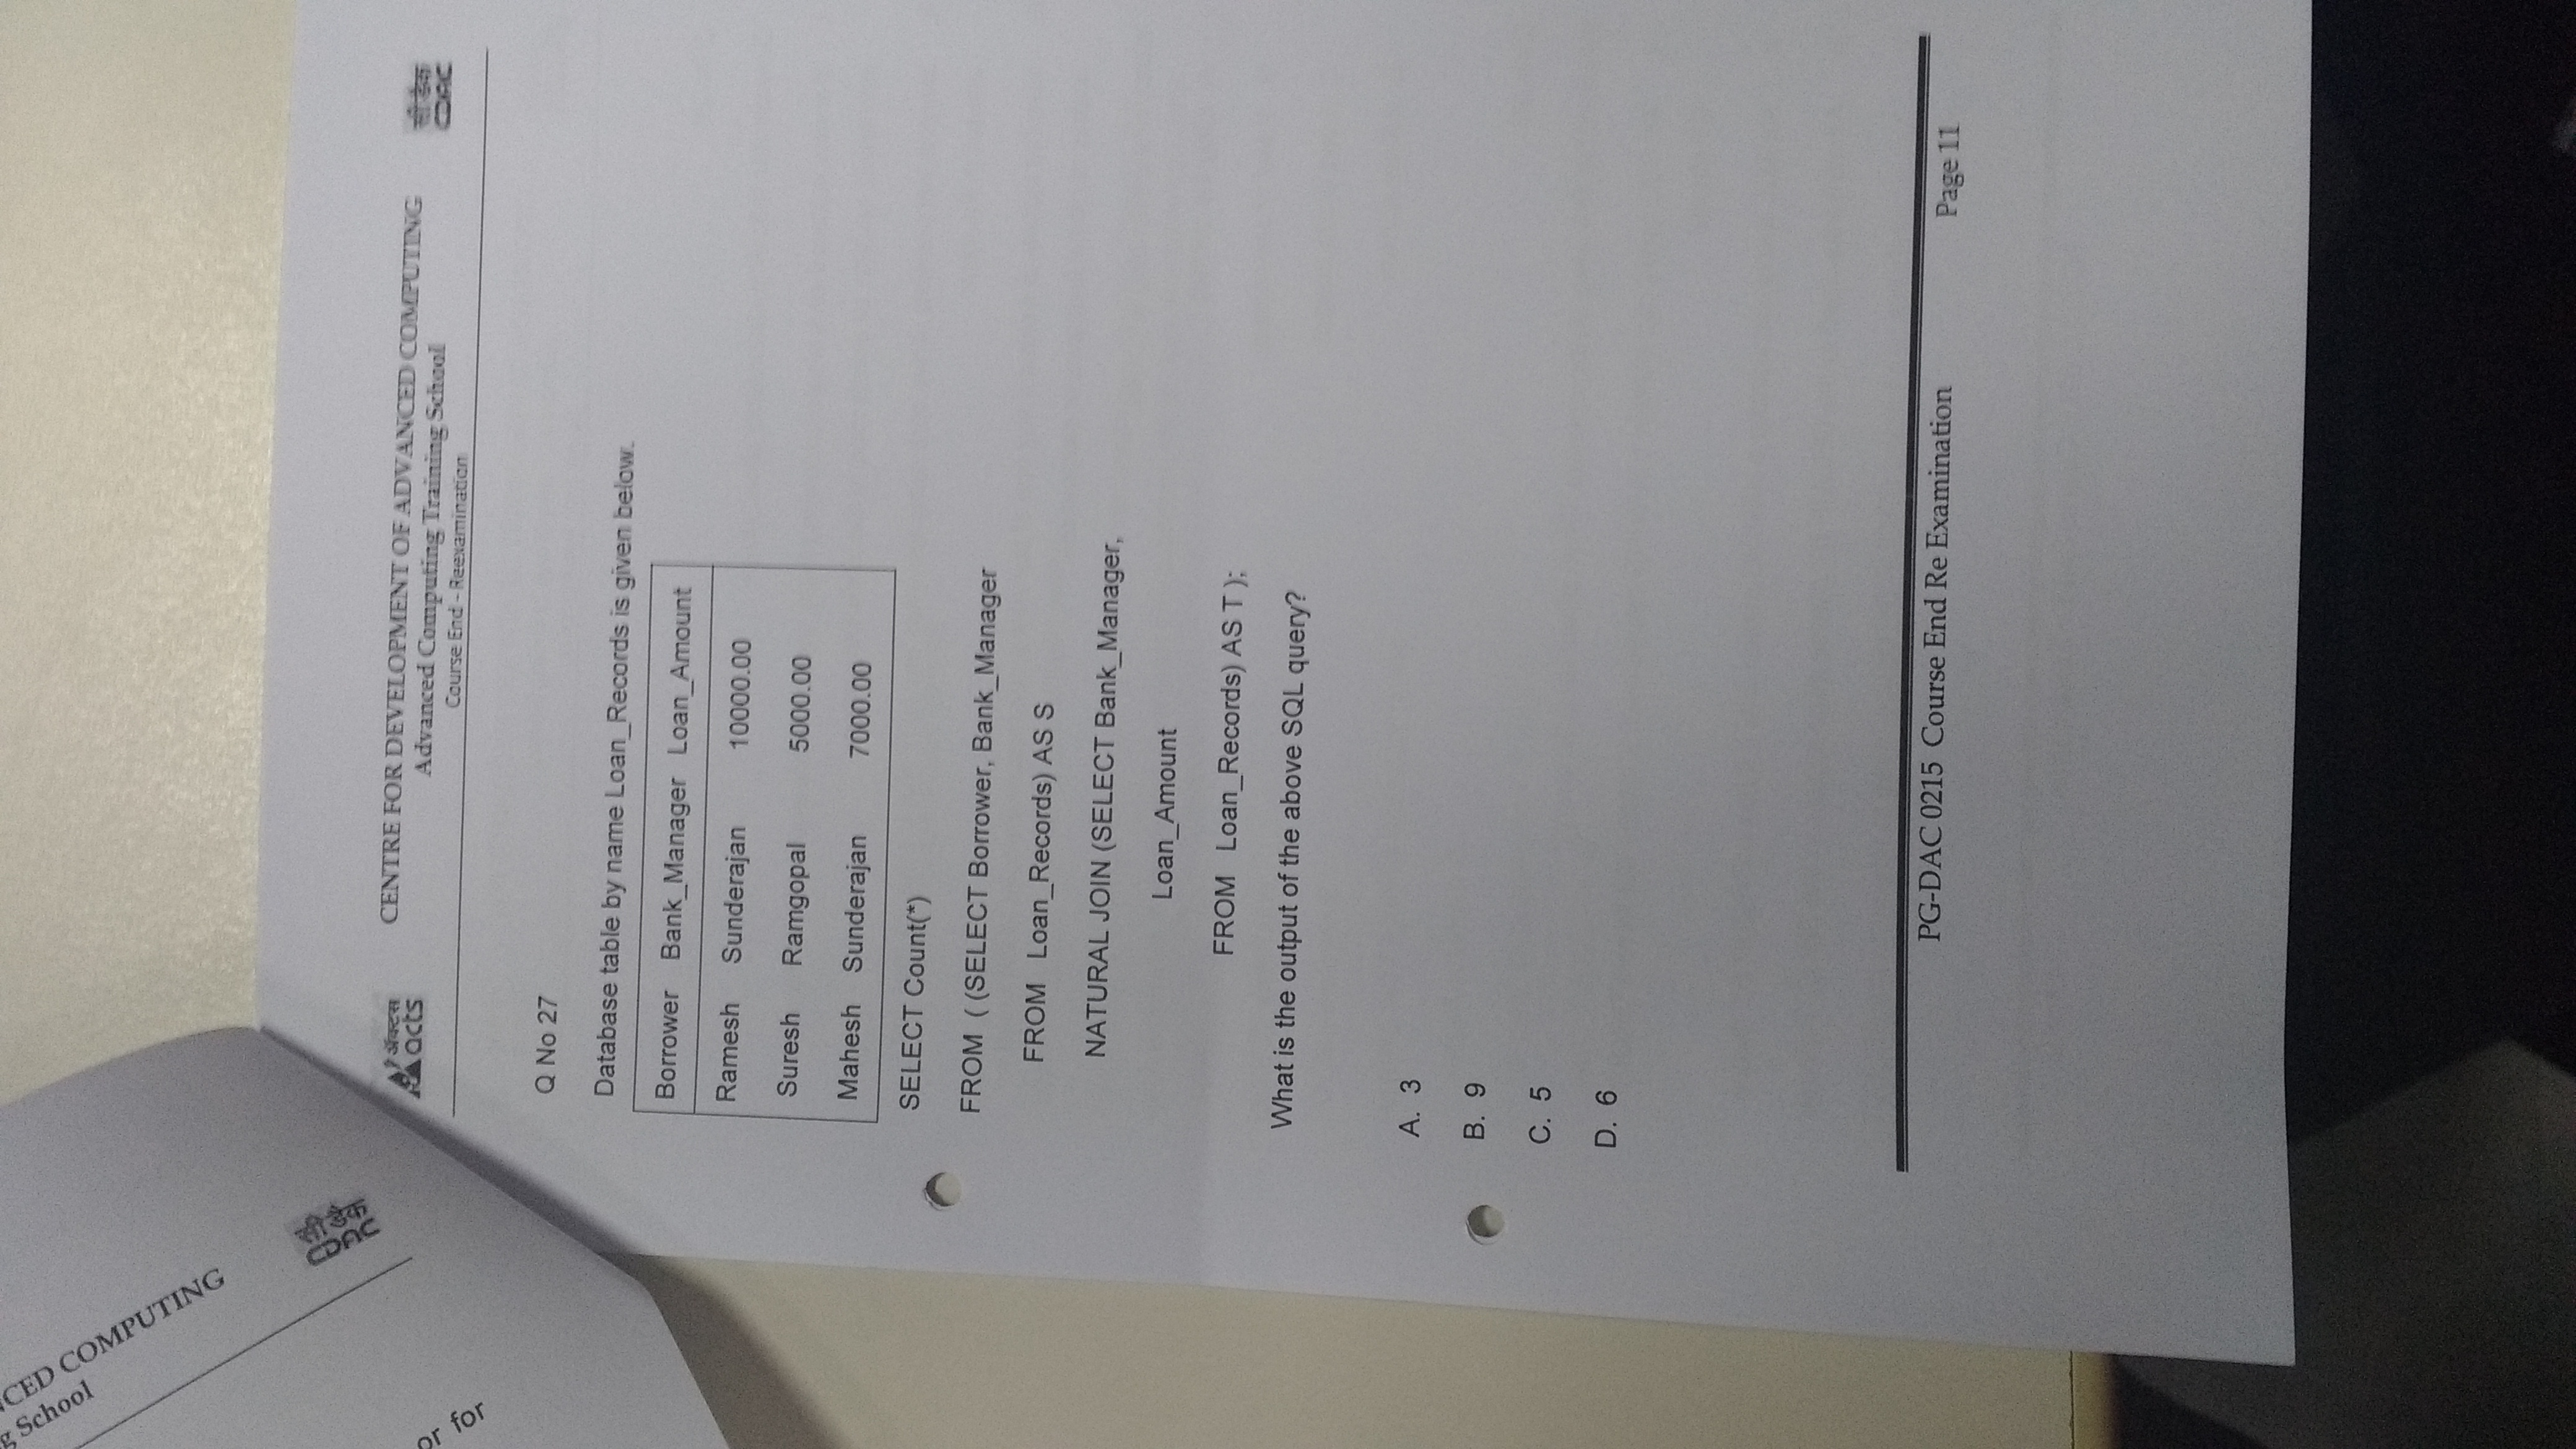 CENTRE FOR DEVELOPMENT OF ADVANCED COMPUTING
Advanced Computing Training School
Course End - Reexamination
ॲक्टस
acts
सी डैक
CDAC
Q No 27
Database table by name Loan_Records is given below.
Borrower Bank_Manager Loan_Amount
Ramesh Sunderajan 10000.00
Suresh Ramgopal 5000.00
Mahesh Sunderajan 7000.00
SELECT Count(*)
FROM ( (SELECT Borrower, Bank_Manager
FROM Loan_Records) AS S
NATURAL JOIN (SELECT Bank_Manager,
Loan_Amount
FROM Loan_Records) AS T );
What is the output of the above SQL query?
A. 3
B. 9
C. 5
D. 6
PG-DAC 0215 Course End Re Examination Page 11
COMPUTING
School
सी डैक
CDAC
or for